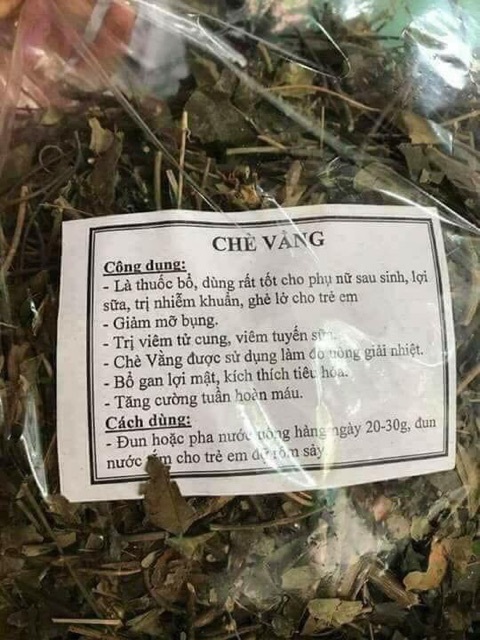 CHÈ VẰNG
Công dụng:
- Là thuốc bổ, dùng rất tốt cho phụ nữ sau sinh, lợi
sữa, trị nhiễm khuẩn, ghẻ lở cho trẻ em
- Giảm mỡ bụng.
- Trị viêm tử cung, viêm tuyến sữa.
- Chè Vằng được sử dụng làm đồ uống giải nhiệt.
- Bổ gan lợi mật, kích thích tiêu hóa.
- Tăng cường tuần hoàn máu.
Cách dùng:
- Đun hoặc pha nước uống hàng ngày 20-30g, đun
nước tắm cho trẻ em rôm sảy